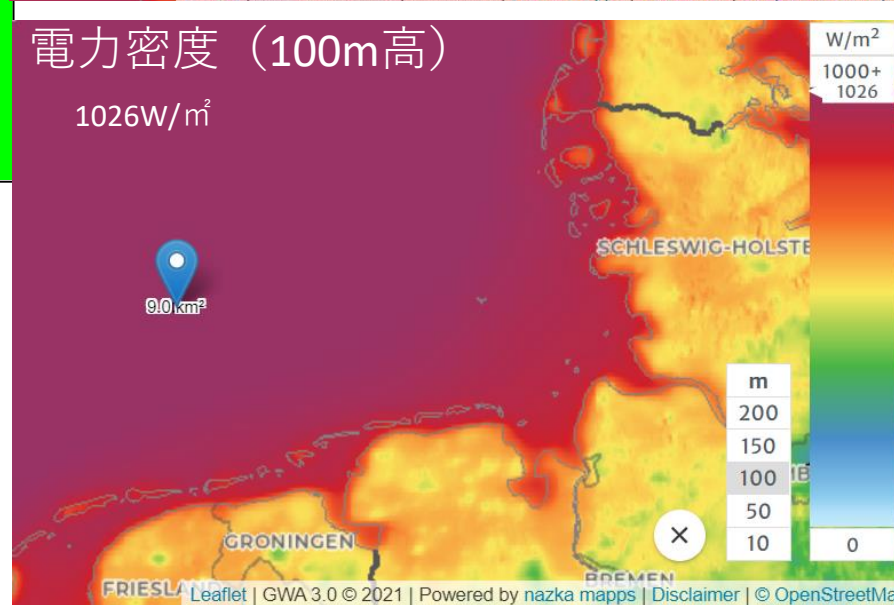 電力密度（100m高）
1026W/㎡
W/m²
1000+
1026
SCHLESWIG-HOLSTE
9.0 km²
m
200
150
100
50
10
0
GRONINGEN
FRIESLA
BREMEN
MB
Leaflet | GWA 3.0 © 2021 | Powered by nazka mapps | Disclaimer | © OpenStreetMa